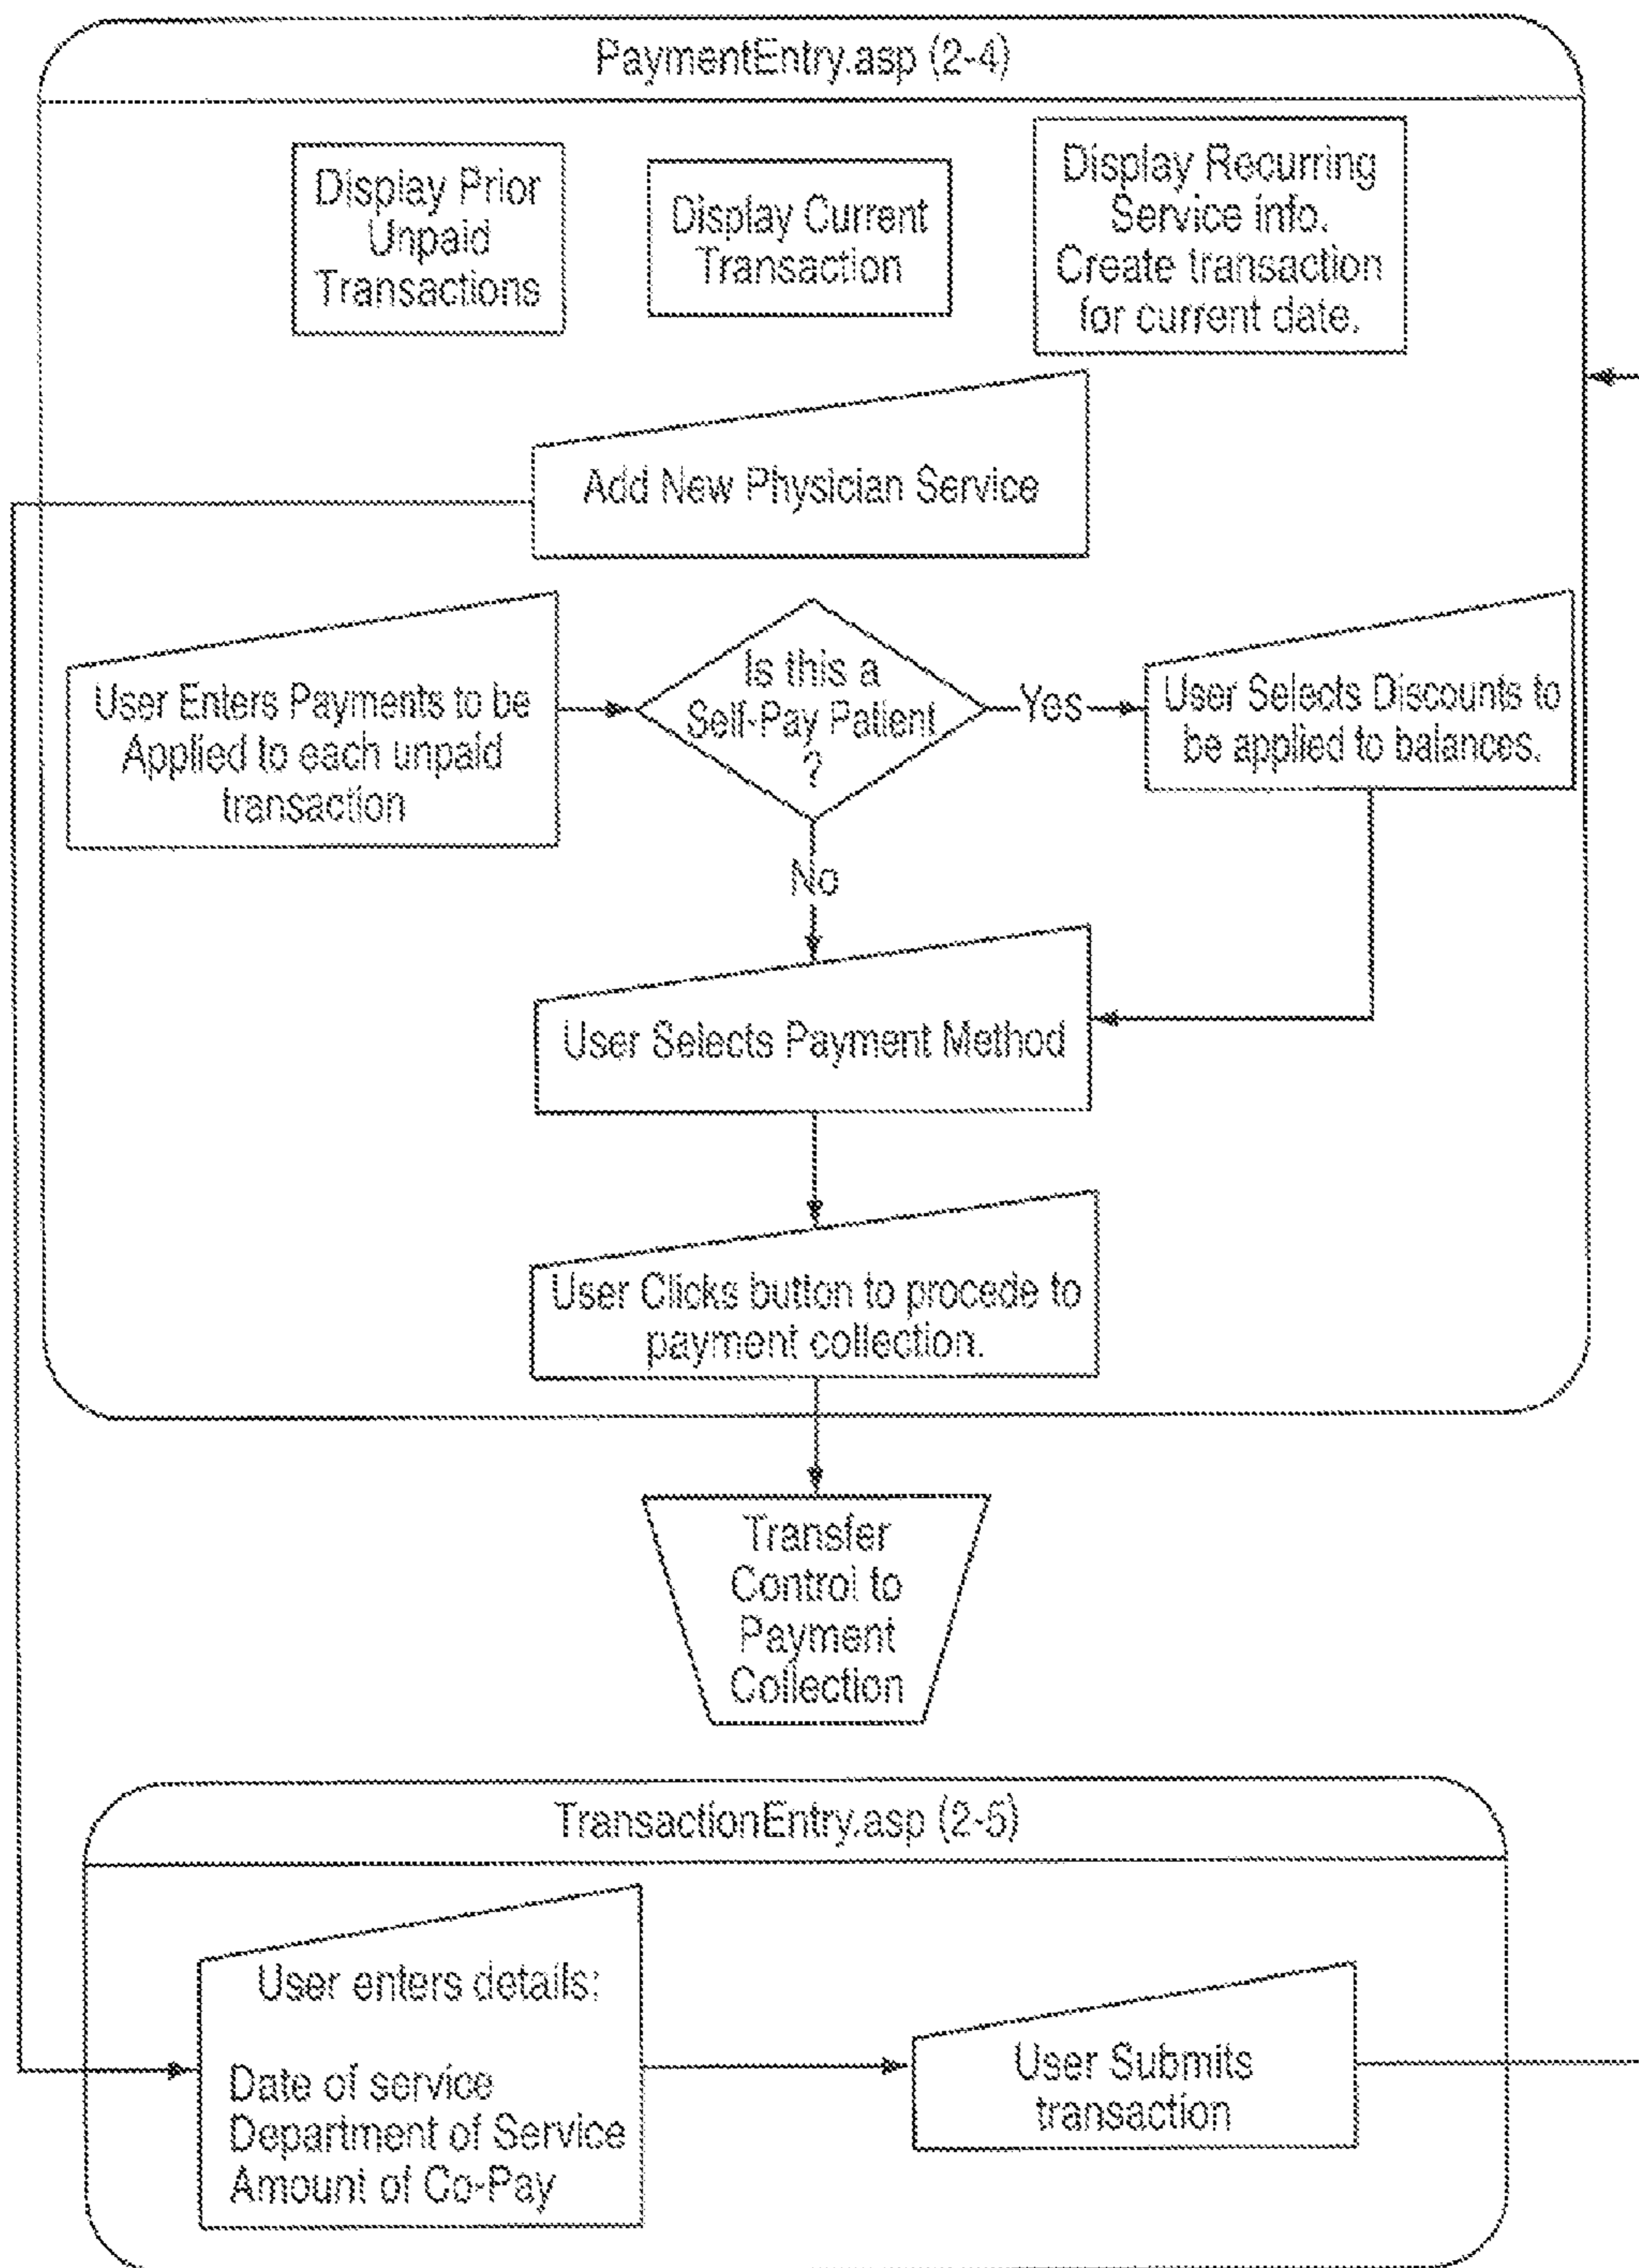 PaymentEntry.asp (2-4)
Display Prior
Unpaid
Transactions
Display Current
Transaction
Display Recurring
Service info.
Create transaction
for current date.
Add New Physician Service
User Enters Payments to be
Applied to each unpaid
transaction
Is this a
Self-Pay Patient
?
Yes
User Selects Discounts to
be applied to balances.
No
User Selects Payment Method
User Clicks button to procede to
payment collection.
Transfer
Control to
Payment
Collection
TransactionEntry.asp (2-5)
User enters details:
Date of service
Department of Service
Amount of Co-Pay
User Submits
transaction